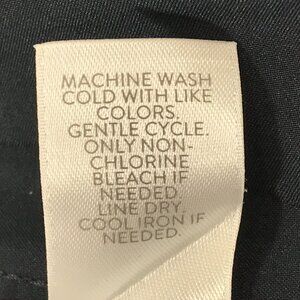 MACHINE WASH
COLD WITH LIKE
COLORS.
GENTLE CYCLE.
ONLY NON-
CHLORINE
BLEACH IF
NEEDED.
LINE DRY.
COOL IRON IF
NEEDED.